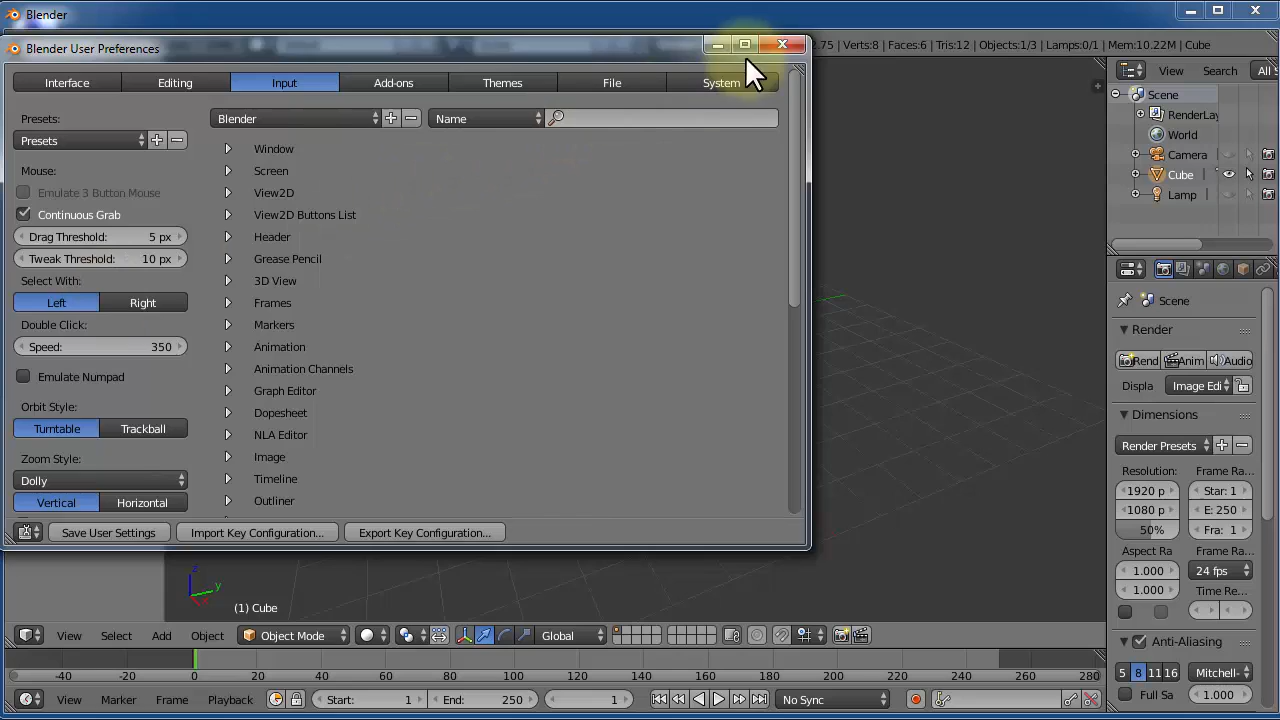 Blender
Blender User Preferences
2.75 | Verts:8 | Faces:6 | Tris:12 | Objects:1/3 | Lamps:0/1 | Mem:10.22M | Cube
Interface Editing Input Add-ons Themes File System
View Search All S
Scene
RenderLay
World
Camera
Cube
Lamp
Presets:
Presets
Blender
Name
Mouse:
Emulate 3 Button Mouse
Continuous Grab
Drag Threshold: 5 px
Tweak Threshold: 10 px
Select With:
Left Right
Double Click:
Speed: 350
Emulate Numpad
Orbit Style:
Turntable Trackball
Zoom Style:
Dolly
Vertical Horizontal
Window
Screen
View2D
View2D Buttons List
Header
Grease Pencil
3D View
Frames
Markers
Animation
Animation Channels
Graph Editor
Dopesheet
NLA Editor
Image
Timeline
Outliner
Save User Settings Import Key Configuration... Export Key Configuration...
Scene
Render
Rend Anim Audio
Displa Image Edi
Dimensions
Render Presets
Resolution: Frame Ra...
1920 p Star: 1
1080 p E: 250
50% Fra: 1
Aspect Ra Frame Ra...
1.000 24 fps
1.000 Time Re...
Anti-Aliasing
5 8 11 16 Mitchell-
Full Sa 1.000
z y x
(1) Cube
View Select Add Object Object Mode Global
-40 -20 0 20 40 60 80 100 120 140 160 180 200 220 240 260 280
View Marker Frame Playback Start: 1 End: 250 1 No Sync